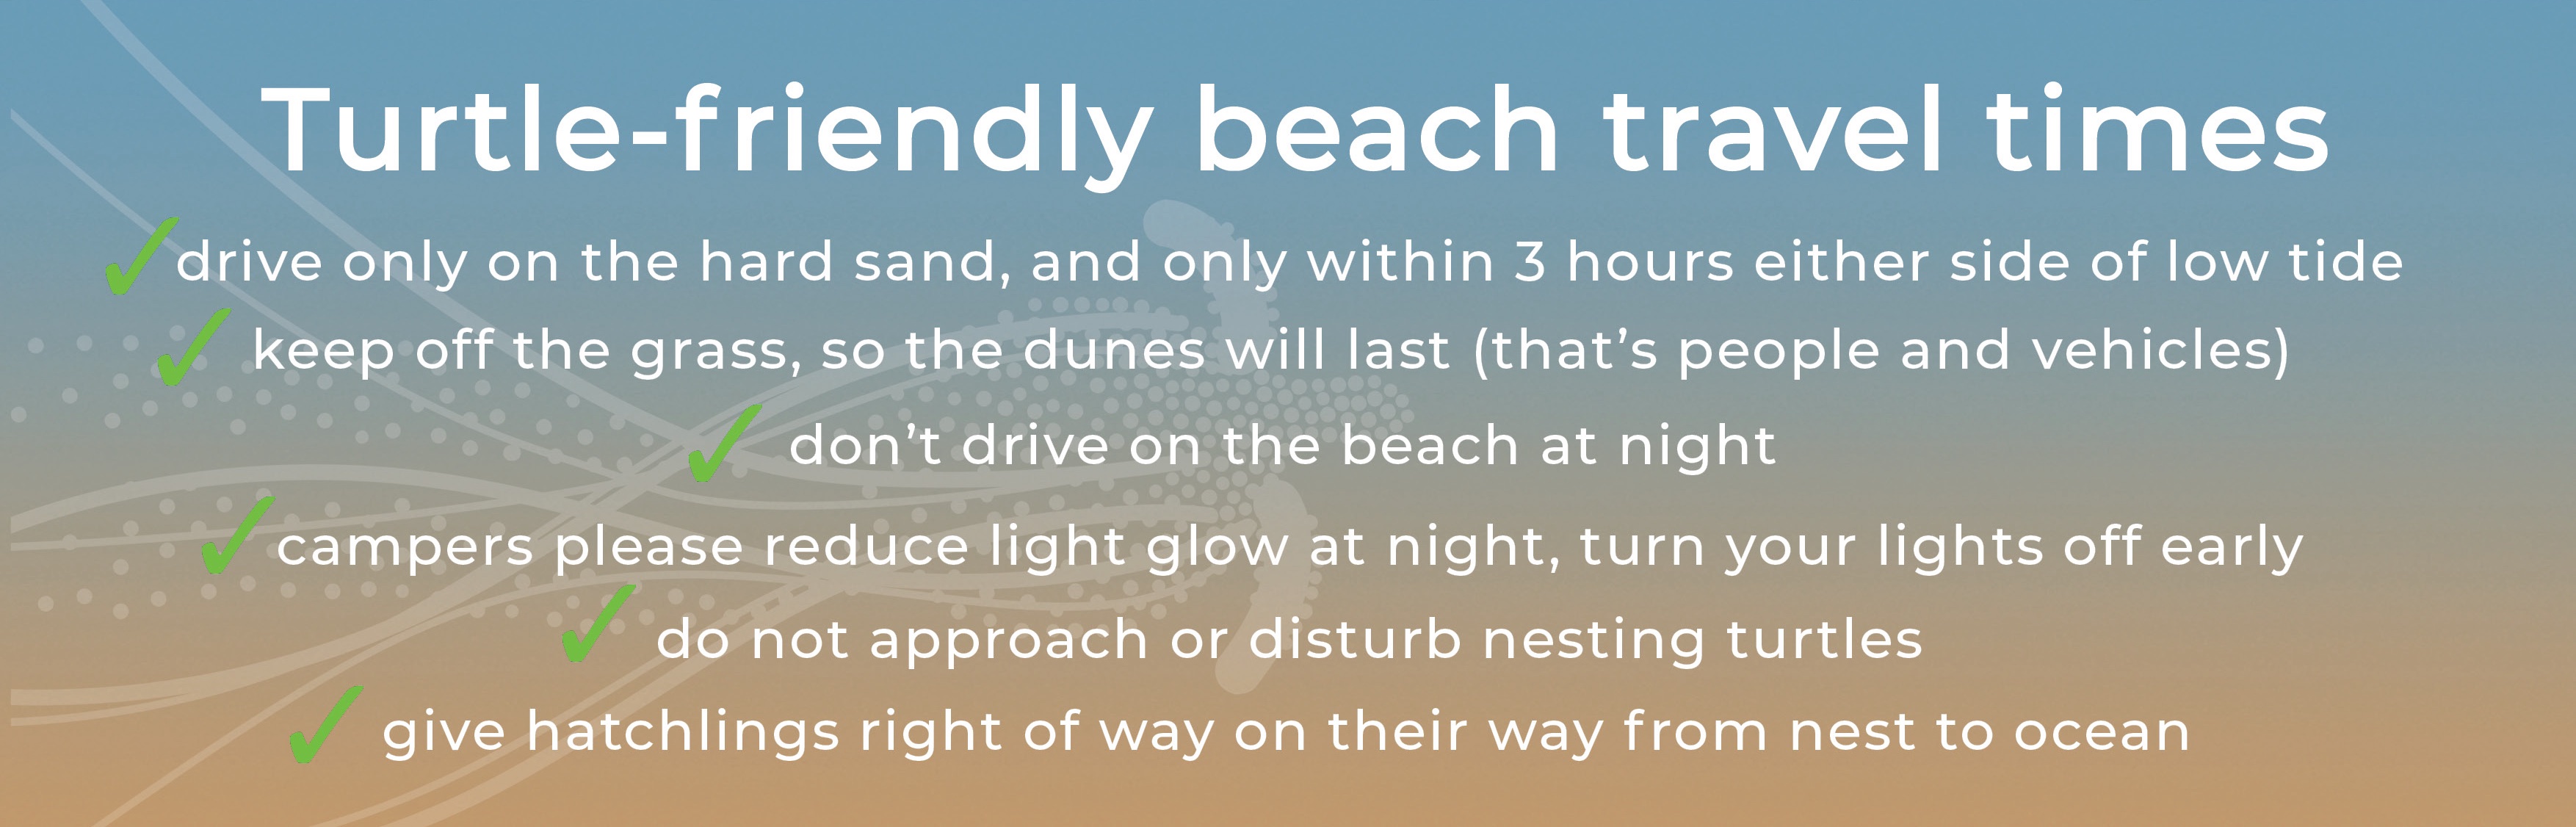 Turtle-friendly beach travel times
✓drive only on the hard sand, and only within 3 hours either side of low tide
✓ keep off the grass, so the dunes will last (that’s people and vehicles)
✓ don’t drive on the beach at night
✓campers please reduce light glow at night, turn your lights off early
✓ do not approach or disturb nesting turtles
✓ give hatchlings right of way on their way from nest to ocean